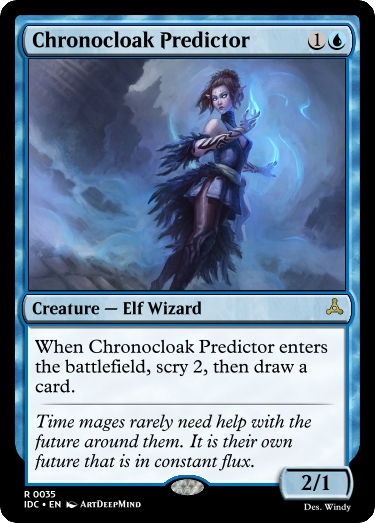 Chronocloak Predictor 1
Creature — Elf Wizard
When Chronocloak Predictor enters
the battlefield, scry 2, then draw a
card.
Time mages rarely need help with the
future around them. It is their own
future that is in constant flux.
2/1
R 0035
IDC • EN ArtDeepMind
Des. Windy